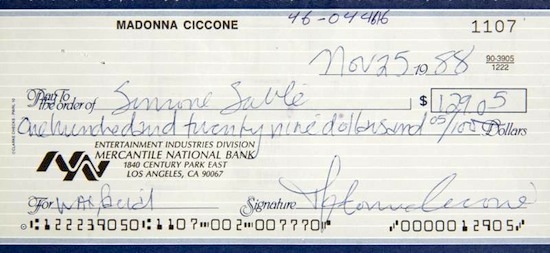 MADONNA CICCONE
46-044616
1107
Nov 25 1988
90-3905
1222
Pay To
the order of Simone Sable $ 129.05
One hundred and twenty nine dollars and 05/100 Dollars
ENTERTAINMENT INDUSTRIES DIVISION
MERCANTILE NATIONAL BANK
1840 CENTURY PARK EAST
LOS ANGELES, CA 90067
For Signature Ciccone
⑆122239050⑆1107⑈002⑈007770⑈ ⑈0000012905⑈